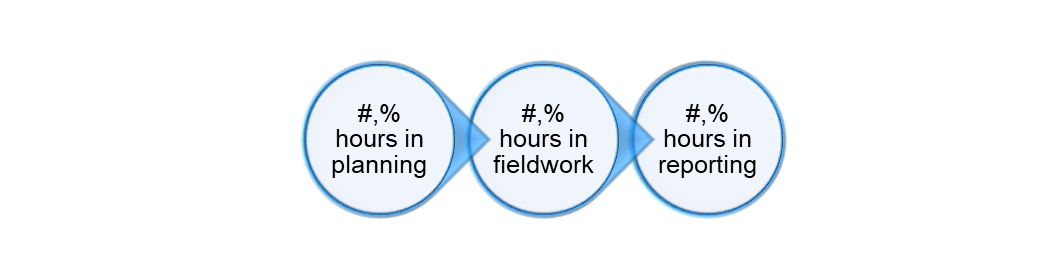 #,%
hours in
planning
#,%
hours in
fieldwork
#,%
hours in
reporting